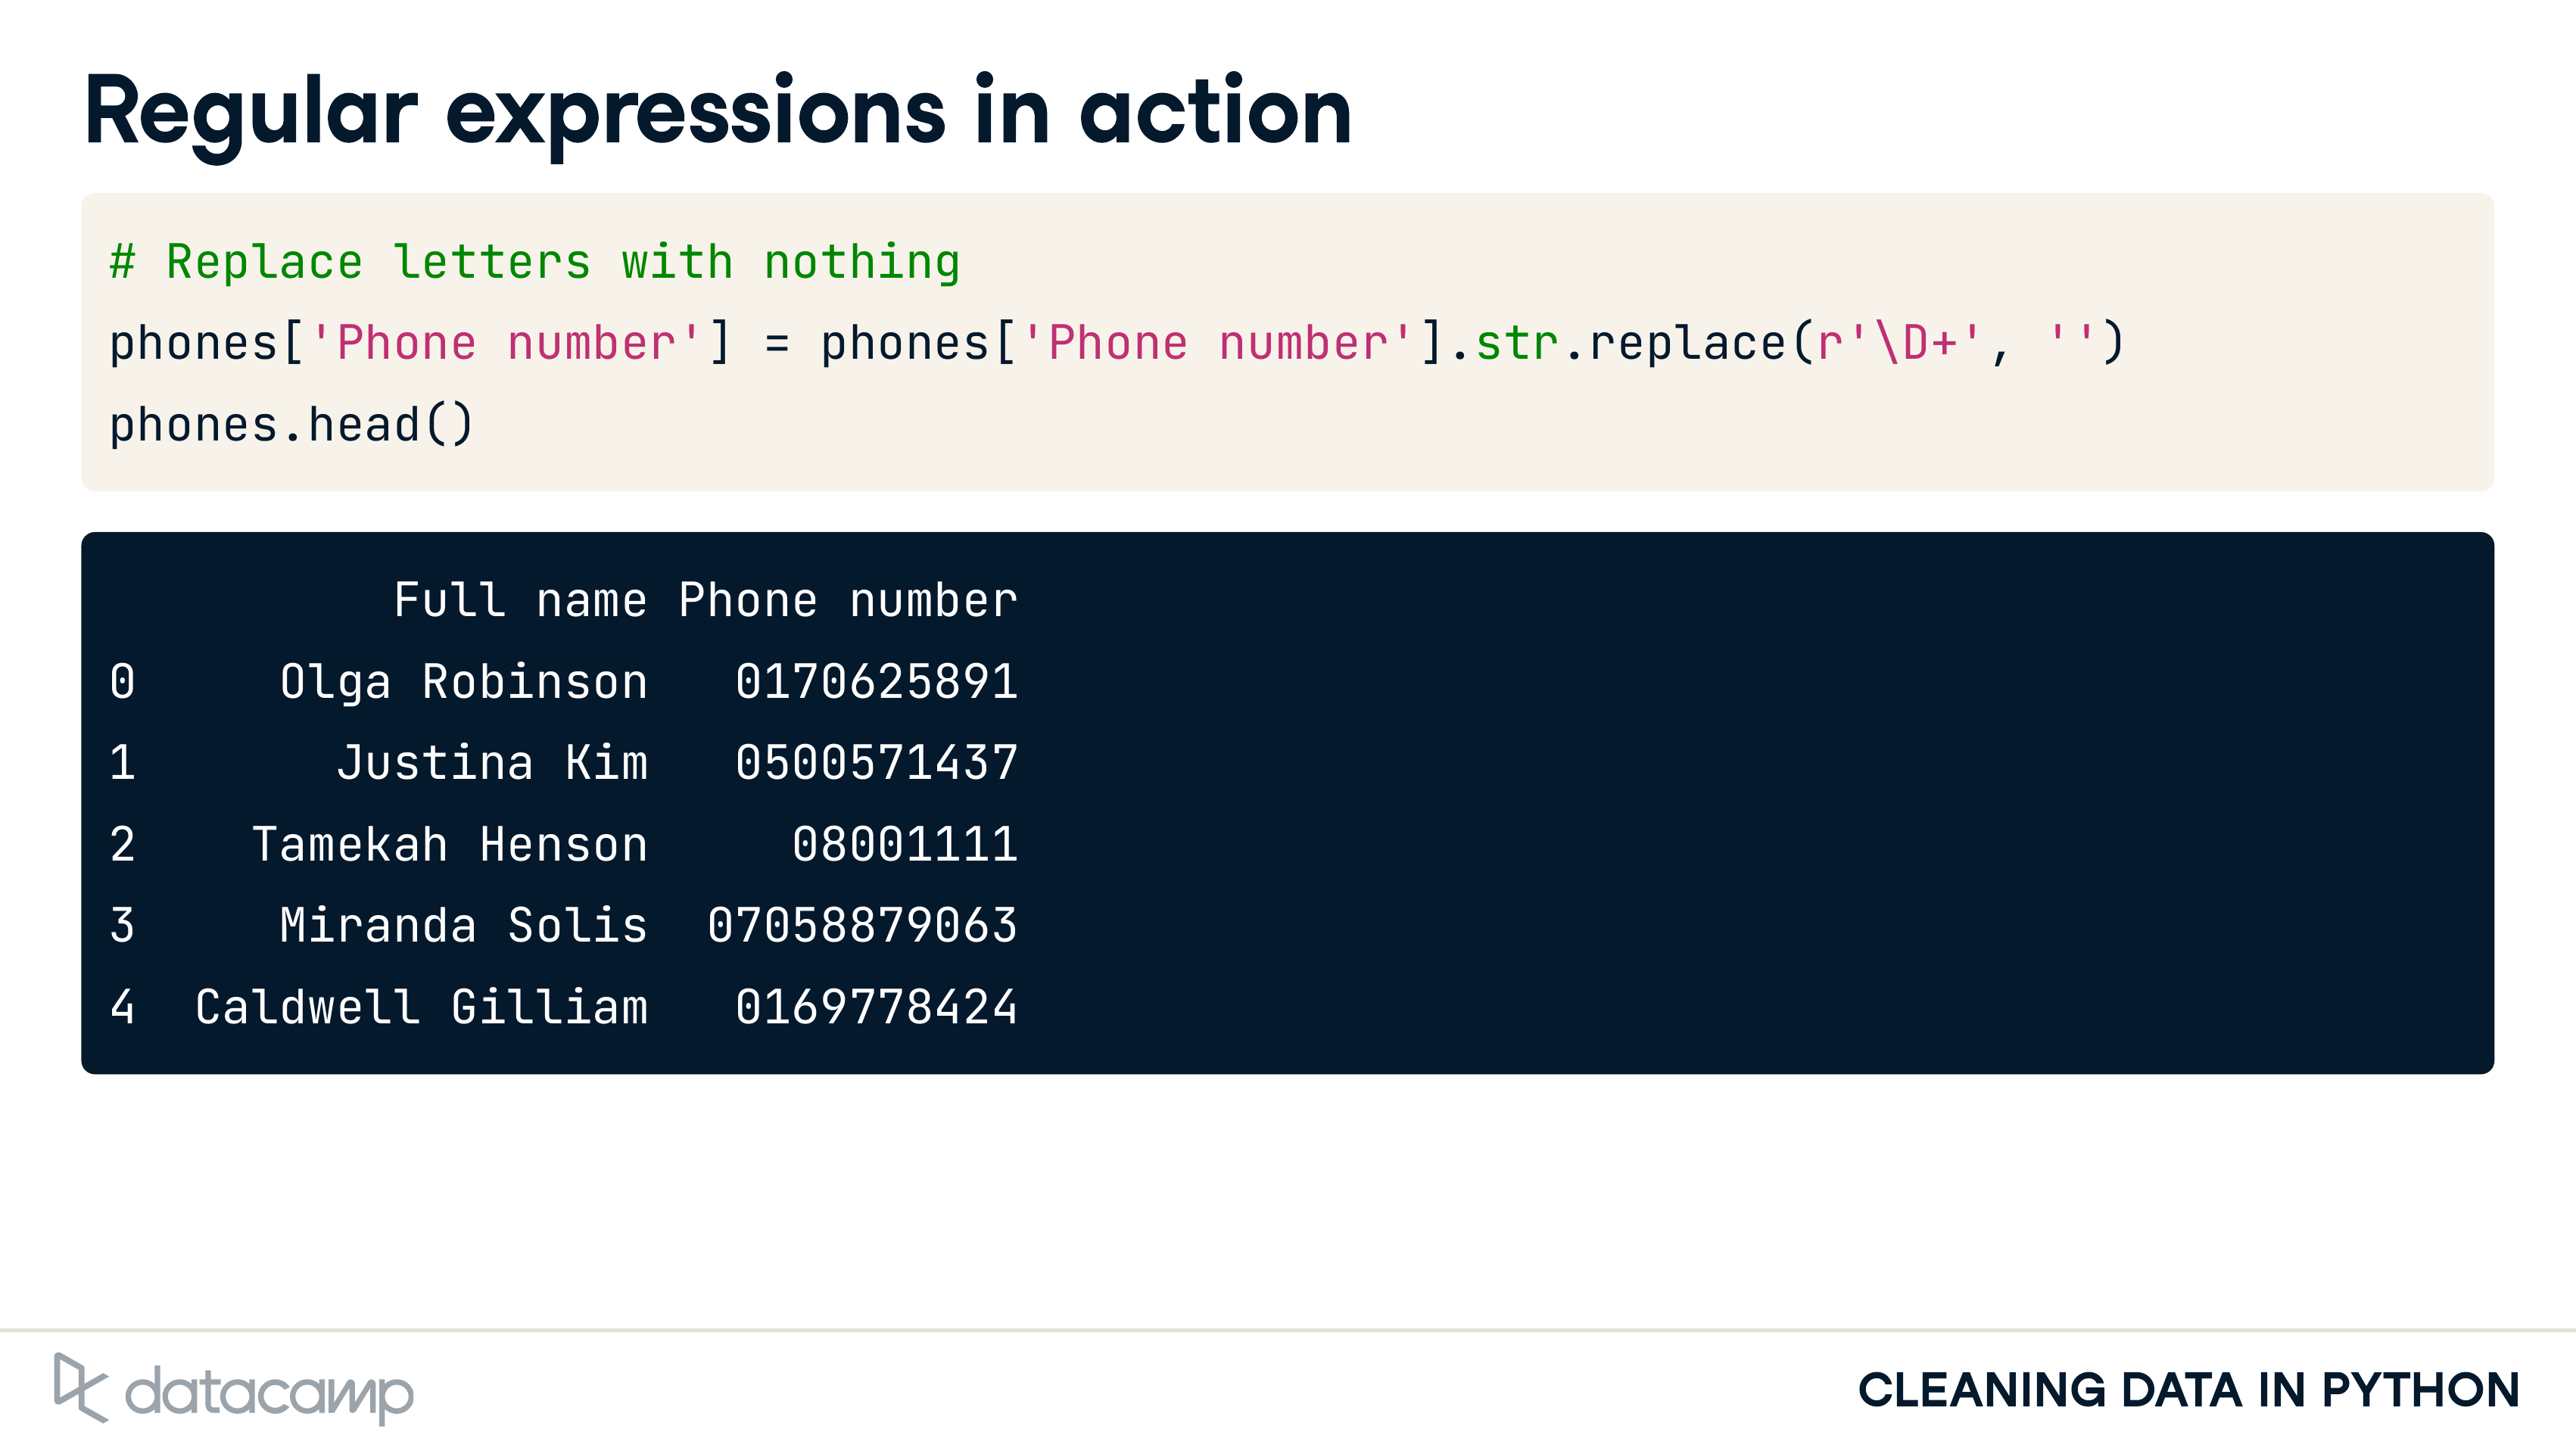 Regular expressions in action
# Replace letters with nothing
phones['Phone number'] = phones['Phone number'].str.replace(r'\D+', '')
phones.head()
Full name Phone number
0 Olga Robinson 0170625891
1 Justina Kim 0500571437
2 Tamekah Henson 08001111
3 Miranda Solis 07058879063
4 Caldwell Gilliam 0169778424
datacamp
CLEANING DATA IN PYTHON